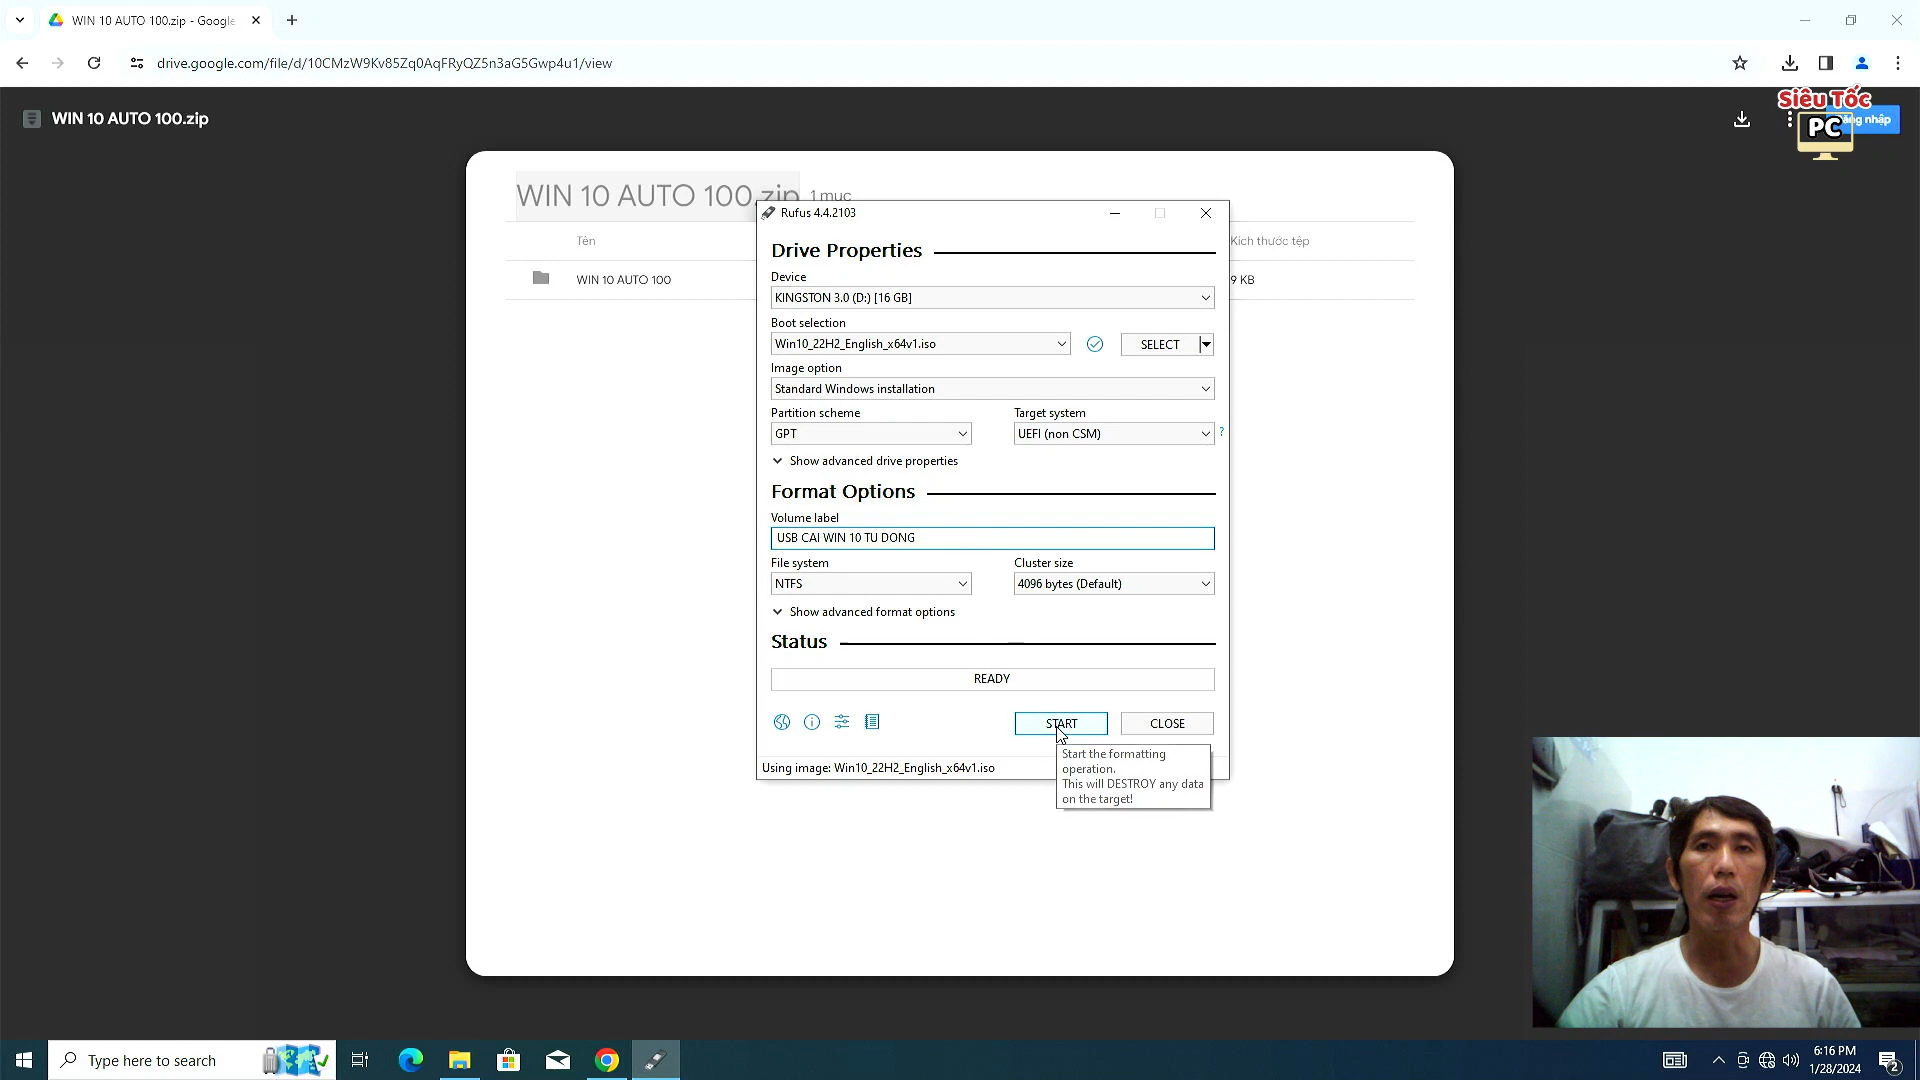 WIN 10 AUTO 100.zip - Google
drive.google.com/file/d/10CMzW9Kv85Zq0AqFRyQZ5n3aG5Gwp4u1/view
WIN 10 AUTO 100.zip
Siêu Tốc
PC
nhập
WIN 10 AUTO 100.zip 1 mục
Tên
Kích thước tệp
WIN 10 AUTO 100
9 KB
Rufus 4.4.2103
Drive Properties
Device
KINGSTON 3.0 (D:) [16 GB]
Boot selection
Win10_22H2_English_x64v1.iso
SELECT
Image option
Standard Windows installation
Partition scheme
Target system
GPT
UEFI (non CSM)
?
Show advanced drive properties
Format Options
Volume label
USB CAI WIN 10 TU DONG
File system
Cluster size
NTFS
4096 bytes (Default)
Show advanced format options
Status
READY
START
CLOSE
Start the formatting
operation.
This will DESTROY any data
on the target!
Using image: Win10_22H2_English_x64v1.iso
Type here to search
6:16 PM
1/28/2024
2